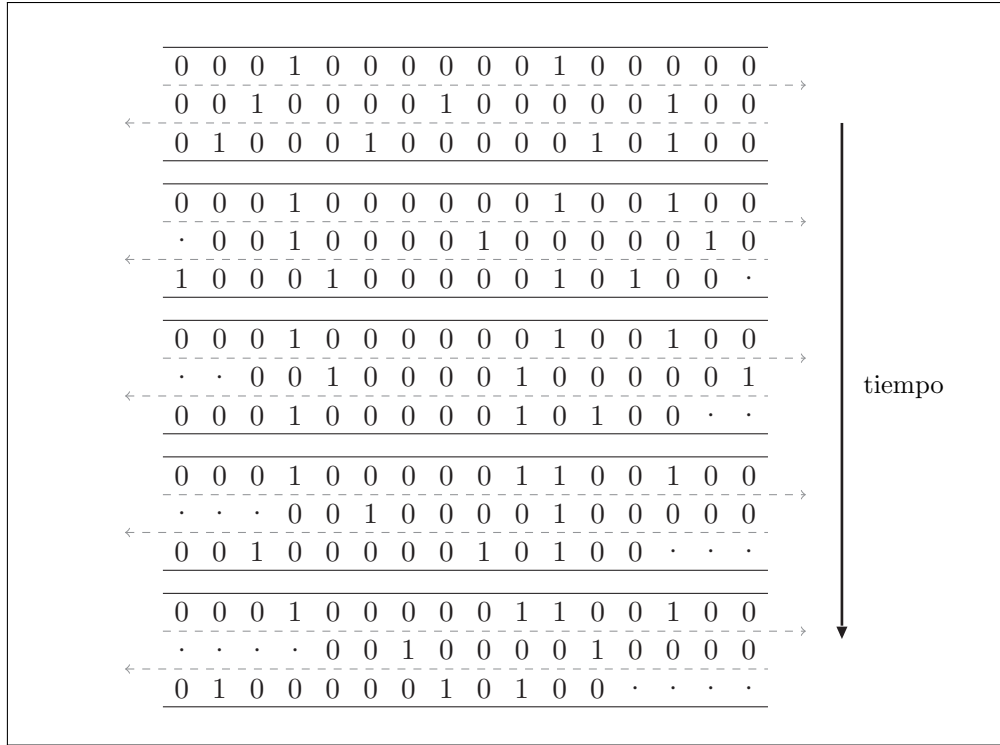 0 0 0 1 0 0 0 0 0 0 1 0 0 0 0 0
0 0 1 0 0 0 0 1 0 0 0 0 0 1 0 0
0 1 0 0 0 1 0 0 0 0 0 1 0 1 0 0
0 0 0 1 0 0 0 0 0 0 1 0 0 1 0 0
· 0 0 1 0 0 0 0 1 0 0 0 0 0 1 0
1 0 0 0 1 0 0 0 0 0 1 0 1 0 0 ·
0 0 0 1 0 0 0 0 0 0 1 0 0 1 0 0
· · 0 0 1 0 0 0 0 1 0 0 0 0 0 1
0 0 0 1 0 0 0 0 0 1 0 1 0 0 · ·
tiempo
0 0 0 1 0 0 0 0 0 1 1 0 0 1 0 0
· · · 0 0 1 0 0 0 0 1 0 0 0 0 0
0 0 1 0 0 0 0 0 1 0 1 0 0 · · ·
0 0 0 1 0 0 0 0 0 1 1 0 0 1 0 0
· · · · 0 0 1 0 0 0 0 1 0 0 0 0
0 1 0 0 0 0 0 1 0 1 0 0 · · · ·